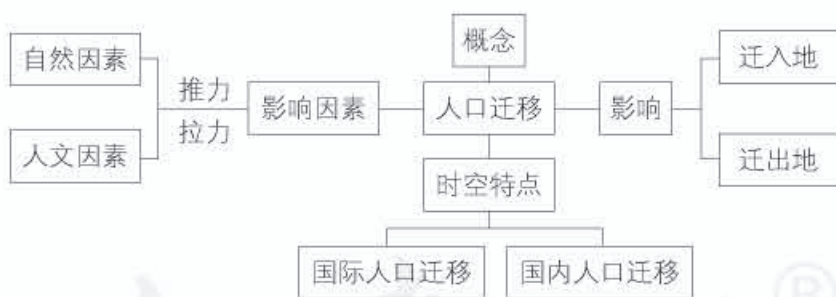 概念
自然因素
推力
拉力
影响因素
人口迁移
影响
迁入地
人文因素
迁出地
时空特点
国际人口迁移
国内人口迁移
®